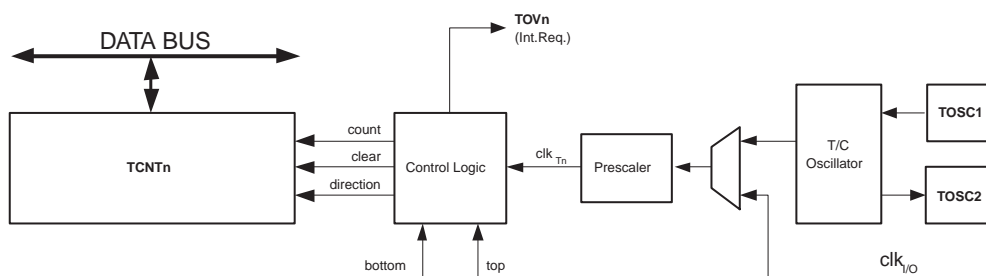 DATA BUS
TOVn
(Int.Req.)
TCNTn
count
clear
direction
Control Logic
clk Tn
Prescaler
T/C
Oscillator
TOSC1
TOSC2
bottom
top
clk I/O